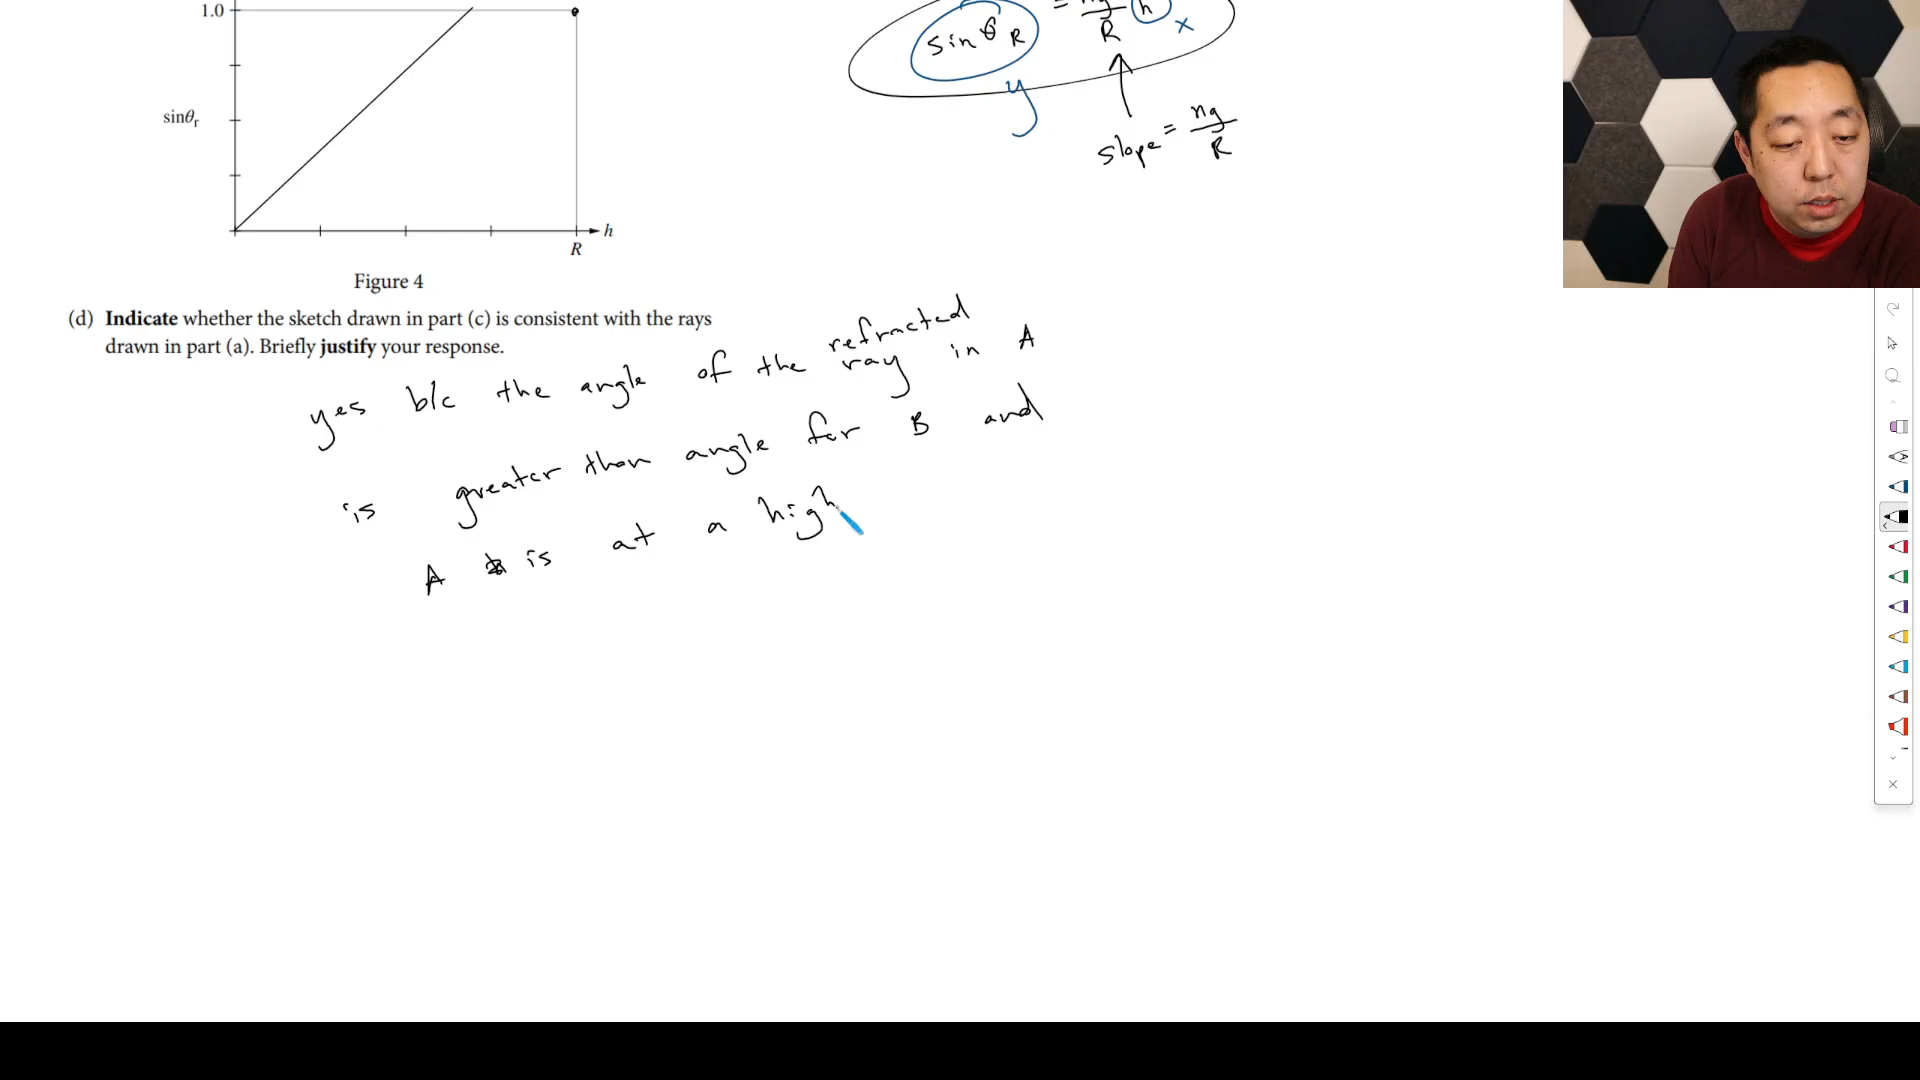 1.0
sinθr
h
R
Figure 4
sinθR = ng/R h
x
y
slope = ng/R
(d) Indicate whether the sketch drawn in part (c) is consistent with the rays
drawn in part (a). Briefly justify your response.
yes b/c the angle of the refracted ray in A
is greater than angle for B and
A is at a high